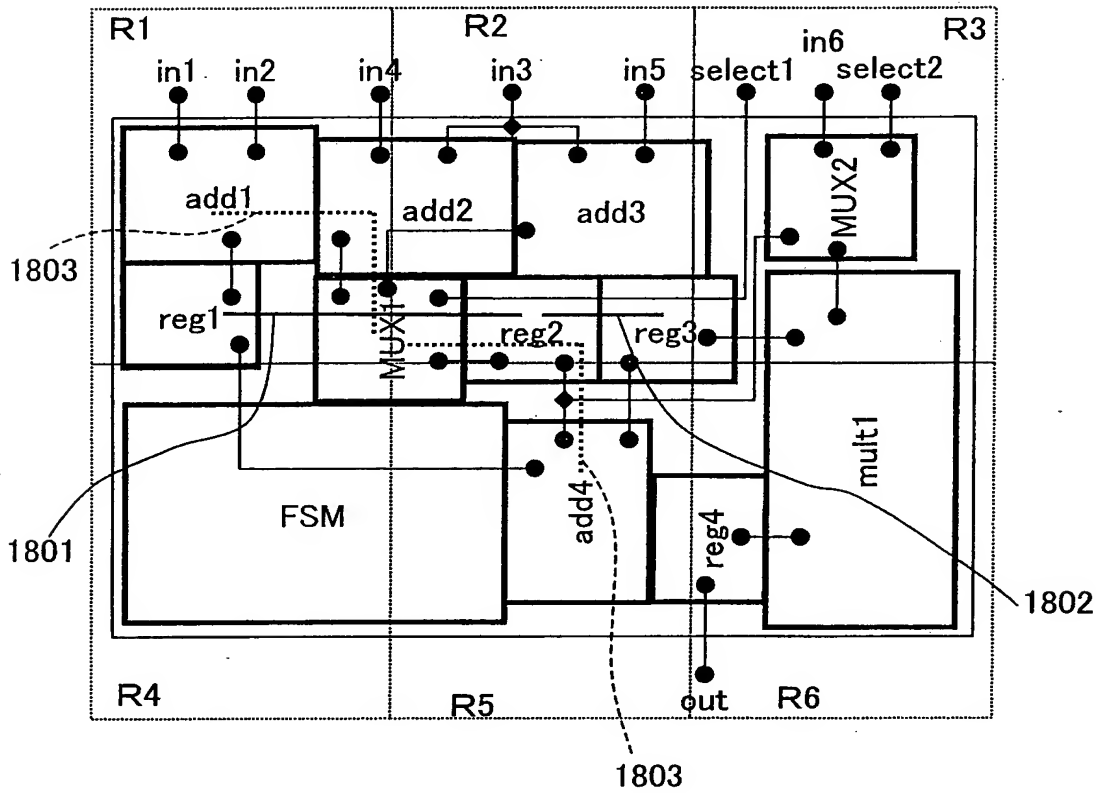 R1 R2 R3
in6
in1 in2 in4 in3 in5 select1 select2
MUX2
add1 add2 add3
1803
reg1 MUX1 reg2 reg3
mult1
FSM add4 reg4
1801
1802
R4 R5 out R6
1803